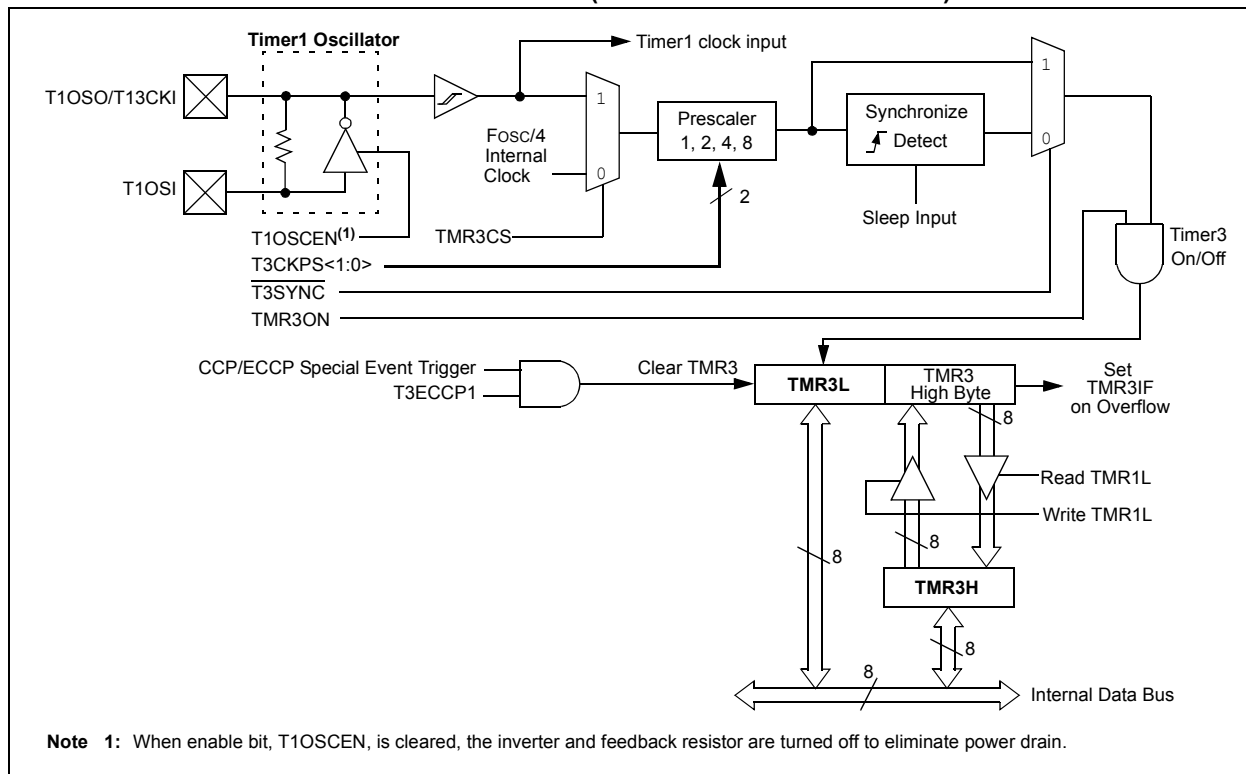 Timer1 Oscillator
Timer1 clock input
T1OSO/T13CKI
T1OSI
FOSC/4
Internal
Clock
1
0
Prescaler
1, 2, 4, 8
2
Synchronize
Detect
Sleep Input
1
0
T1OSCEN(1)
TMR3CS
T3CKPS<1:0>
T3SYNC
TMR3ON
Timer3
On/Off
CCP/ECCP Special Event Trigger
T3ECCP1
Clear TMR3
TMR3L
TMR3
High Byte
Set
TMR3IF
on Overflow
8
Read TMR1L
Write TMR1L
8
8
TMR3H
8
8
Internal Data Bus
Note 1: When enable bit, T1OSCEN, is cleared, the inverter and feedback resistor are turned off to eliminate power drain.